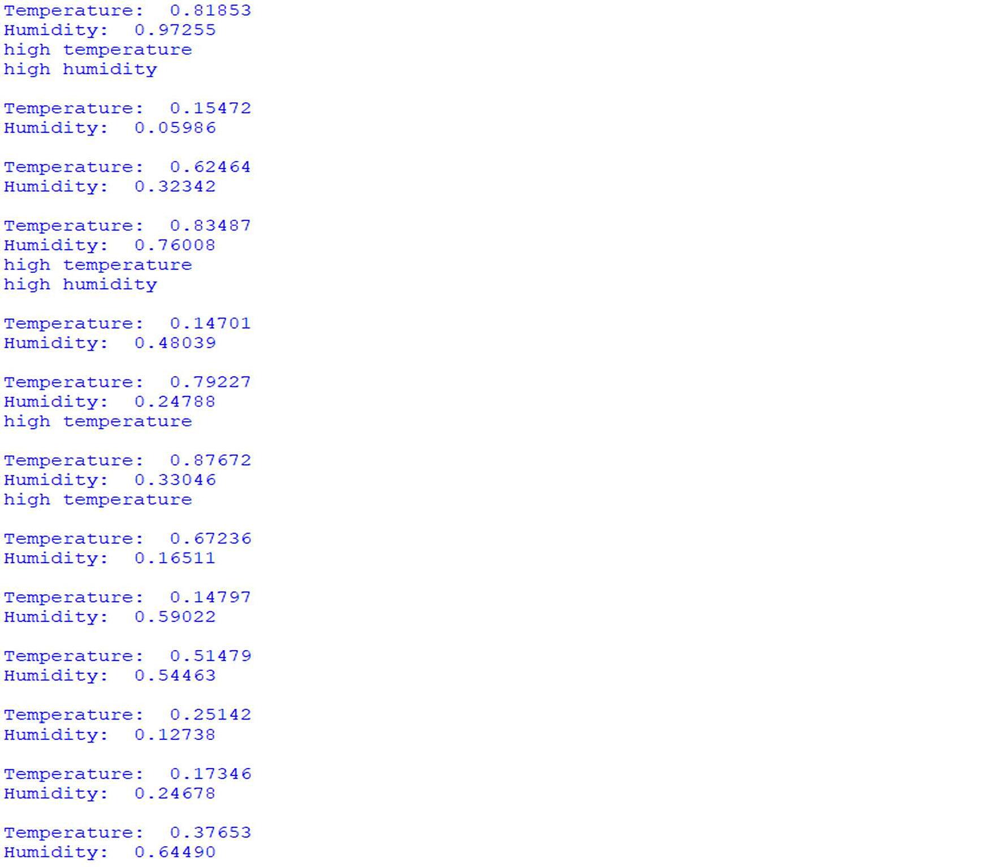 Temperature:  0.81853
Humidity:  0.97255
high temperature
high humidity
Temperature:  0.15472
Humidity:  0.05986
Temperature:  0.62464
Humidity:  0.32342
Temperature:  0.83487
Humidity:  0.76008
high temperature
high humidity
Temperature:  0.14701
Humidity:  0.48039
Temperature:  0.79227
Humidity:  0.24788
high temperature
Temperature:  0.87672
Humidity:  0.33046
high temperature
Temperature:  0.67236
Humidity:  0.16511
Temperature:  0.14797
Humidity:  0.59022
Temperature:  0.51479
Humidity:  0.54463
Temperature:  0.25142
Humidity:  0.12738
Temperature:  0.17346
Humidity:  0.24678
Temperature:  0.37653
Humidity:  0.64490